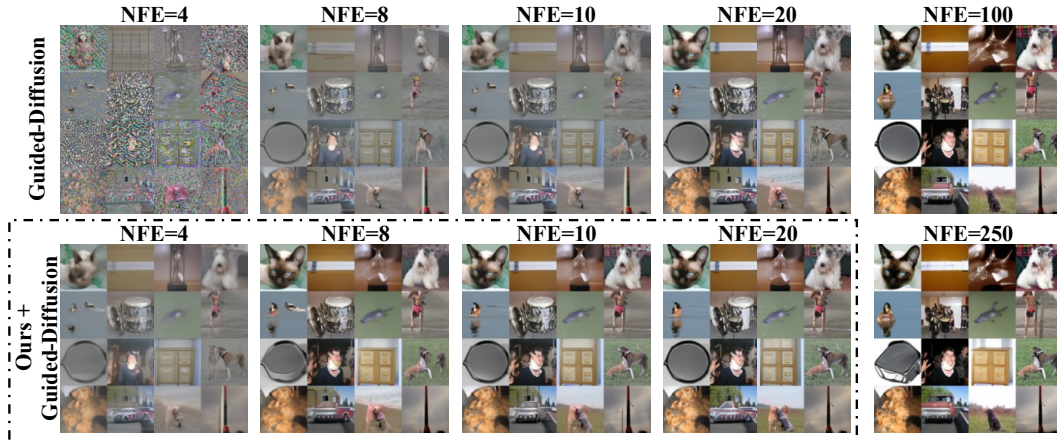 NFE=4 NFE=8 NFE=10 NFE=20 NFE=100
Guided-Diffusion
NFE=4 NFE=8 NFE=10 NFE=20 NFE=250
Ours +
Guided-Diffusion